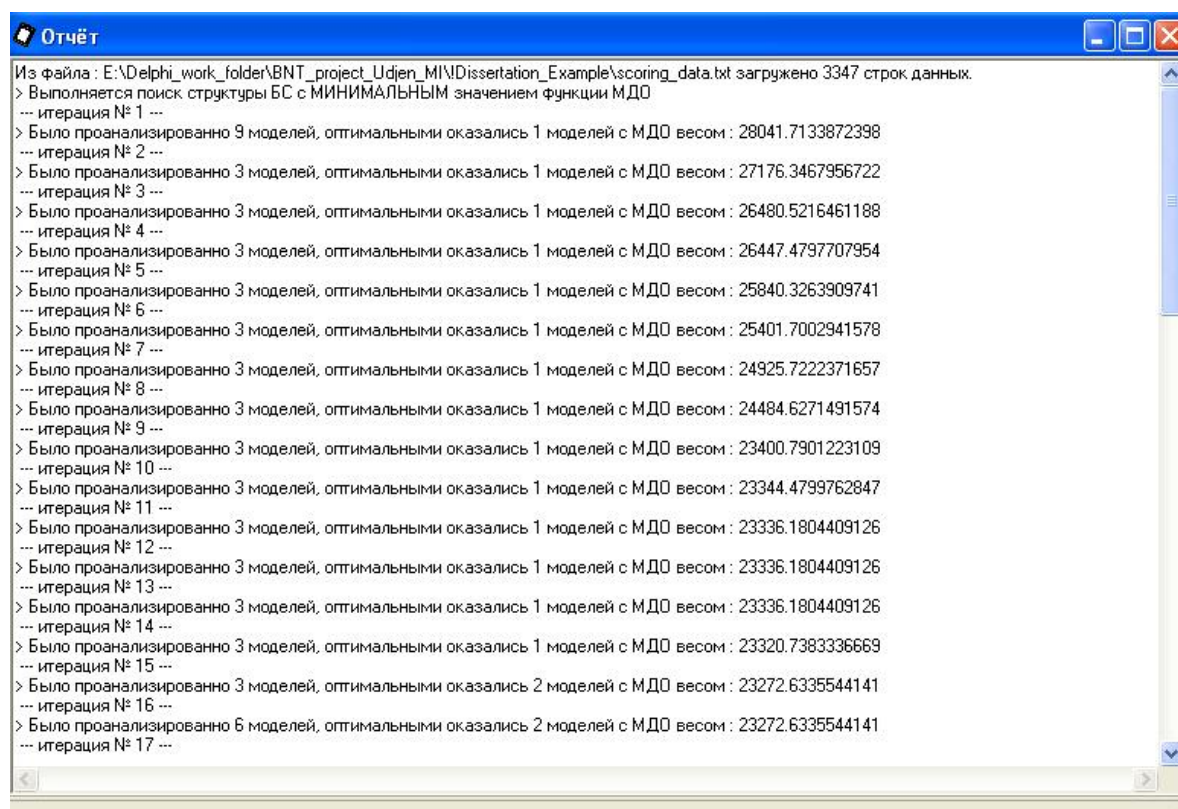 Отчёт
Из файла : E:\Delphi_work_folder\BNT_project_Udjen_MI\!Dissertation_Example\scoring_data.txt загружено 3347 строк данных.
> Выполняется поиск структуры БС с МИНИМАЛЬНЫМ значением функции МДО
--- итерация № 1 ---
> Было проанализированно 9 моделей, оптимальными оказались 1 моделей с МДО весом : 28041.7133872398
--- итерация № 2 ---
> Было проанализированно 3 моделей, оптимальными оказались 1 моделей с МДО весом : 27176.3467956722
--- итерация № 3 ---
> Было проанализированно 3 моделей, оптимальными оказались 1 моделей с МДО весом : 26480.5216461188
--- итерация № 4 ---
> Было проанализированно 3 моделей, оптимальными оказались 1 моделей с МДО весом : 26447.4797707954
--- итерация № 5 ---
> Было проанализированно 3 моделей, оптимальными оказались 1 моделей с МДО весом : 25840.3263909741
--- итерация № 6 ---
> Было проанализированно 3 моделей, оптимальными оказались 1 моделей с МДО весом : 25401.7002941578
--- итерация № 7 ---
> Было проанализированно 3 моделей, оптимальными оказались 1 моделей с МДО весом : 24925.7222371657
--- итерация № 8 ---
> Было проанализированно 3 моделей, оптимальными оказались 1 моделей с МДО весом : 24484.6271491574
--- итерация № 9 ---
> Было проанализированно 3 моделей, оптимальными оказались 1 моделей с МДО весом : 23400.7901223109
--- итерация № 10 ---
> Было проанализированно 3 моделей, оптимальными оказались 1 моделей с МДО весом : 23344.4799762847
--- итерация № 11 ---
> Было проанализированно 3 моделей, оптимальными оказались 1 моделей с МДО весом : 23336.1804409126
--- итерация № 12 ---
> Было проанализированно 3 моделей, оптимальными оказались 1 моделей с МДО весом : 23336.1804409126
--- итерация № 13 ---
> Было проанализированно 3 моделей, оптимальными оказались 1 моделей с МДО весом : 23336.1804409126
--- итерация № 14 ---
> Было проанализированно 3 моделей, оптимальными оказались 1 моделей с МДО весом : 23320.7383336669
--- итерация № 15 ---
> Было проанализированно 3 моделей, оптимальными оказались 2 моделей с МДО весом : 23272.6335544141
--- итерация № 16 ---
> Было проанализированно 6 моделей, оптимальными оказались 2 моделей с МДО весом : 23272.6335544141
--- итерация № 17 ---